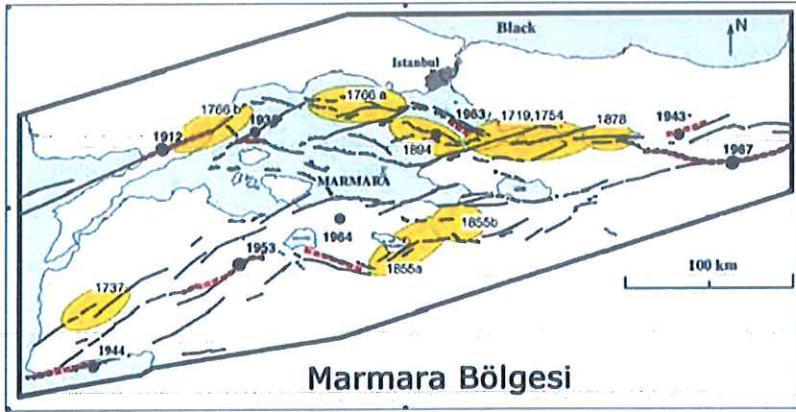 Black
N
Istanbul
1766 b
1766 a
1963
1719,1754
1878
1943
1912
1894
1967
MARMARA
1964
1855b
1953
1855a
1737
100 km
1944
Marmara Bölgesi